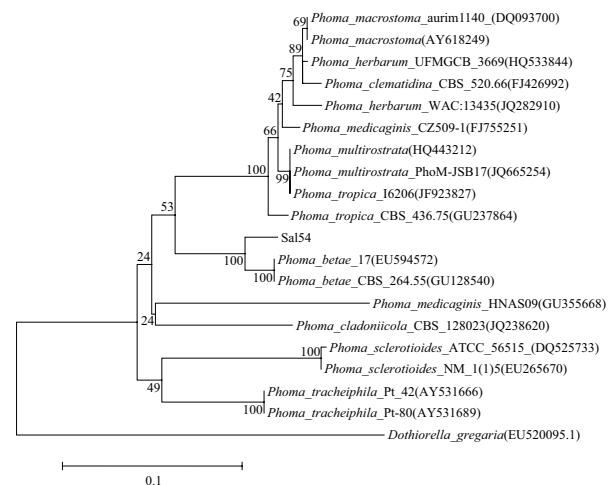 69
Phoma_macrostoma_aurim1140_(DQ093700)
Phoma_macrostoma(AY618249)
89
Phoma_herbarum_UFMGCB_3669(HQ533844)
75
Phoma_clematidina_CBS_520.66(FJ426992)
42
Phoma_herbarum_WAC:13435(JQ282910)
66
Phoma_medicaginis_CZ509-1(FJ755251)
Phoma_multirostrata(HQ443212)
100
Phoma_multirostrata_PhoM-JSB17(JQ665254)
99
Phoma_tropica_I6206(JF923827)
53
Phoma_tropica_CBS_436.75(GU237864)
Sal54
24
100
Phoma_betae_17(EU594572)
100
Phoma_betae_CBS_264.55(GU128540)
Phoma_medicaginis_HNAS09(GU355668)
24
Phoma_cladoniicola_CBS_128023(JQ238620)
100
Phoma_sclerotioides_ATCC_56515_(DQ525733)
Phoma_sclerotioides_NM_1(1)5(EU265670)
49
Phoma_tracheiphila_Pt_42(AY531666)
100
Phoma_tracheiphila_Pt-80(AY531689)
Dothiorella_gregaria(EU520095.1)
0.1